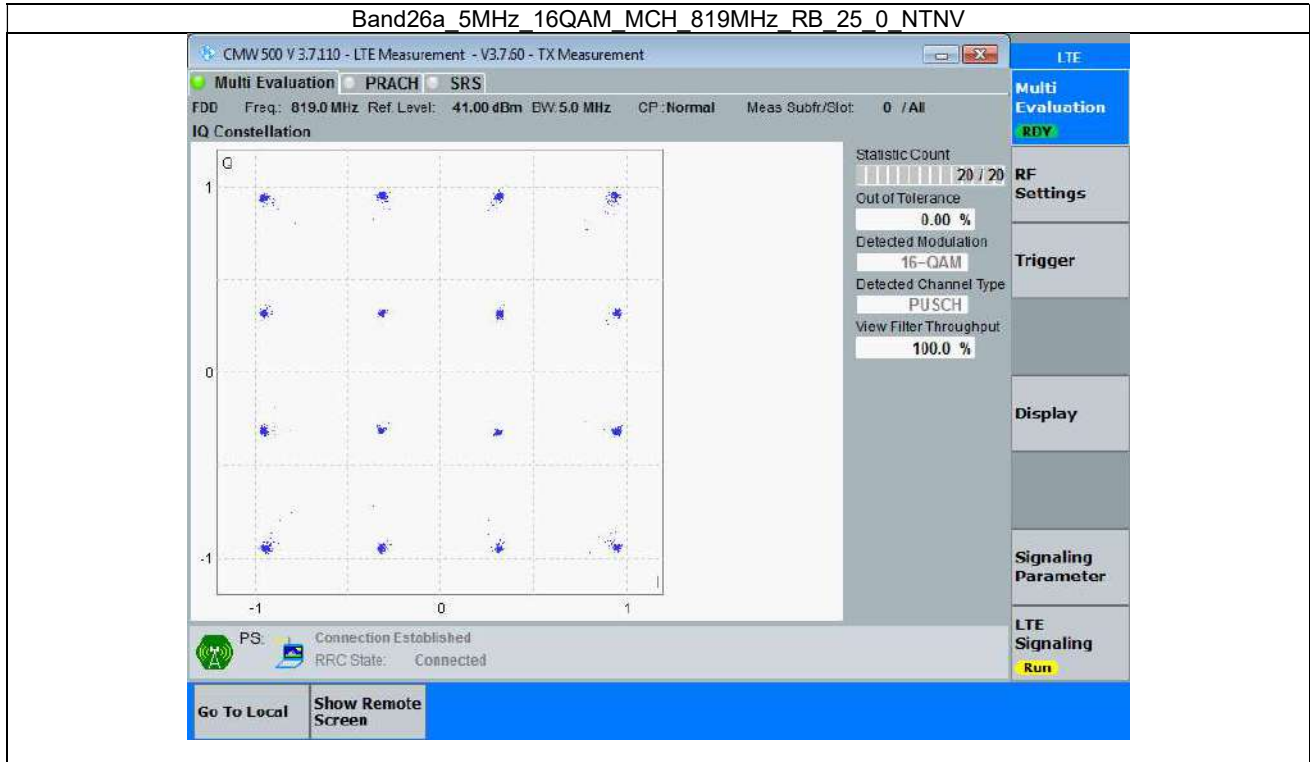 Band26a_5MHz_16QAM_MCH_819MHz_RB_25_0_NTNV
CMW 500 V 3.7.110 - LTE Measurement - V3.7.60 - TX Measurement
LTE
Multi Evaluation PRACH SRS
Multi
Evaluation
RDY
FDD Freq.: 819.0 MHz Ref. Level: 41.00 dBm BW: 5.0 MHz CP: Normal Meas Subfr./Slot: 0 / All
IQ Constellation
Q
1
0
-1
-1
0
1
I
Statistic Count
20 / 20
Out of Tolerance
0.00 %
Detected Modulation
16-QAM
Detected Channel Type
PUSCH
View Filter Throughput
100.0 %
RF
Settings
Trigger
Display
Signaling
Parameter
LTE
Signaling
Run
PS:
Connection Established
RRC State: Connected
Go To Local
Show Remote
Screen